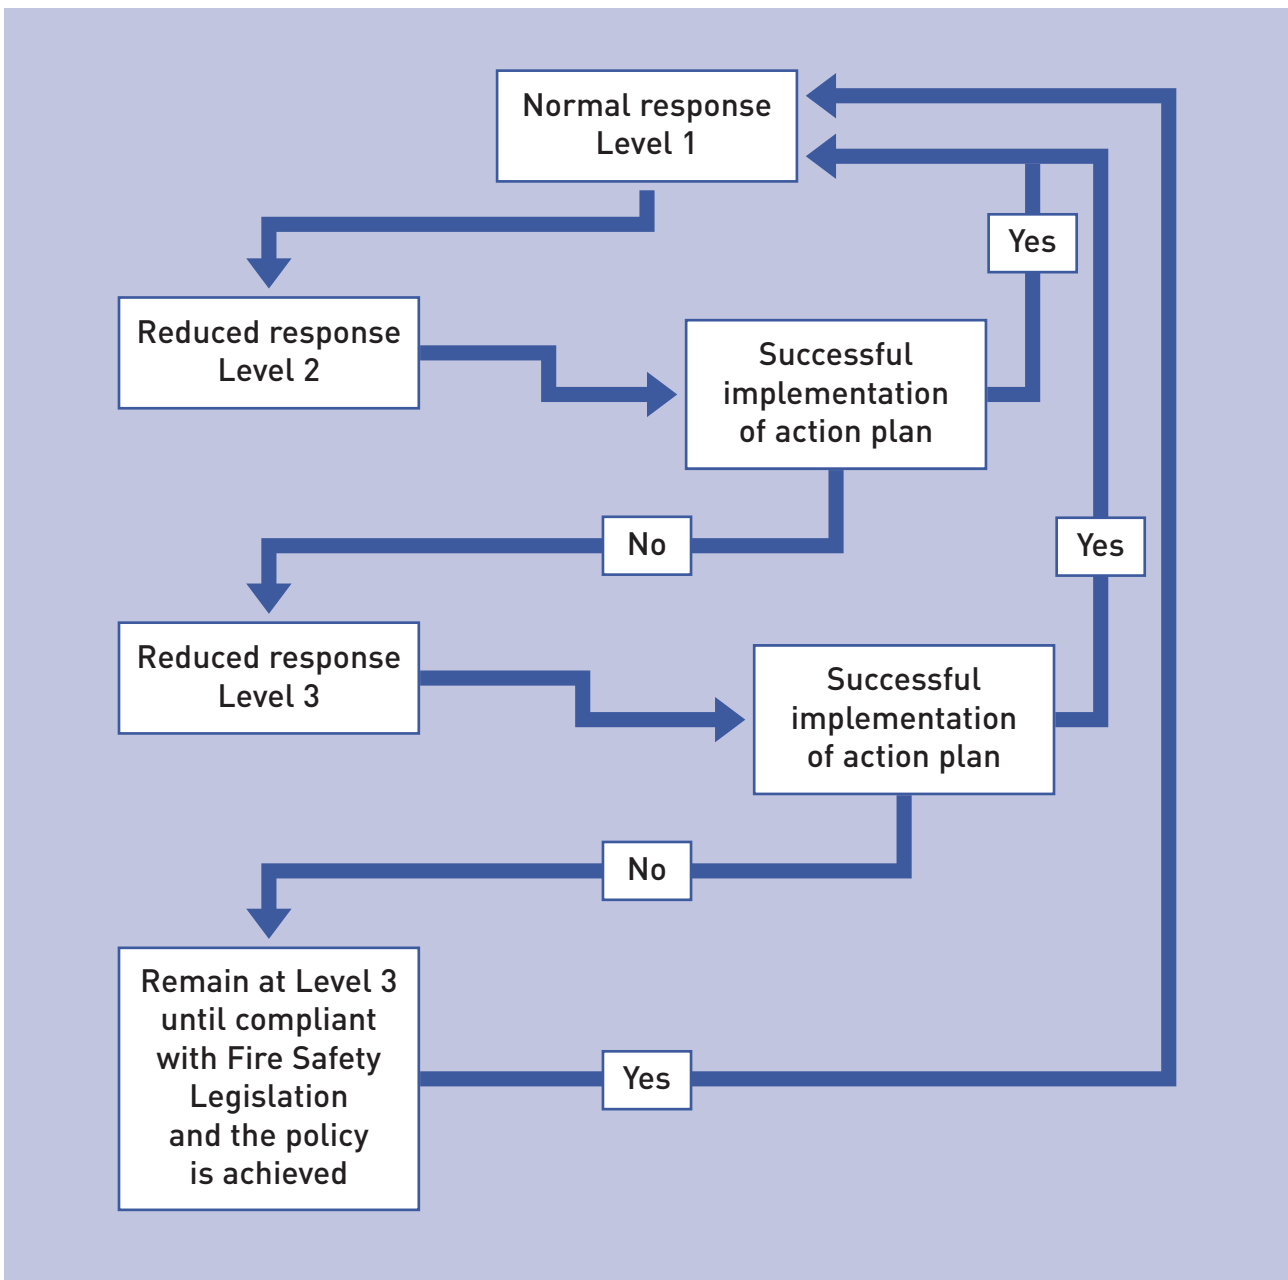 Normal response
Level 1
Yes
Reduced response
Level 2
Successful
implementation
of action plan
No
Yes
Reduced response
Level 3
Successful
implementation
of action plan
No
Remain at Level 3
until compliant
with Fire Safety
Legislation
and the policy
is achieved
Yes